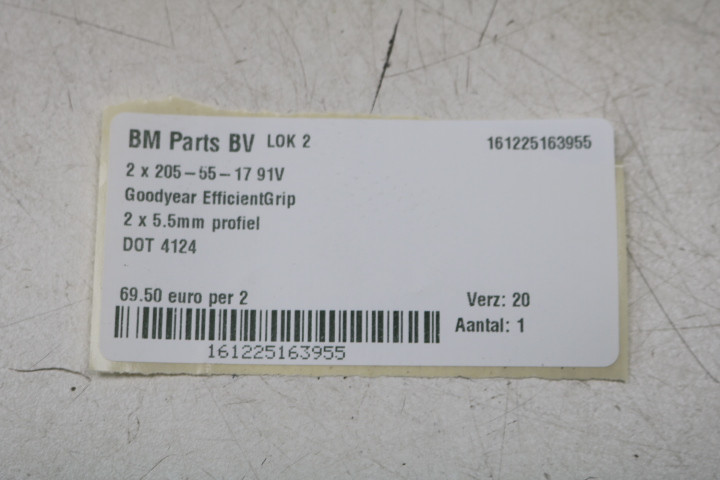 BM Parts BV LOK 2 161225163955
2 x 205-55-17 91V
Goodyear EfficientGrip
2 x 5.5mm profiel
DOT 4124
69.50 euro per 2 Verz: 20
Aantal: 1
161225163955